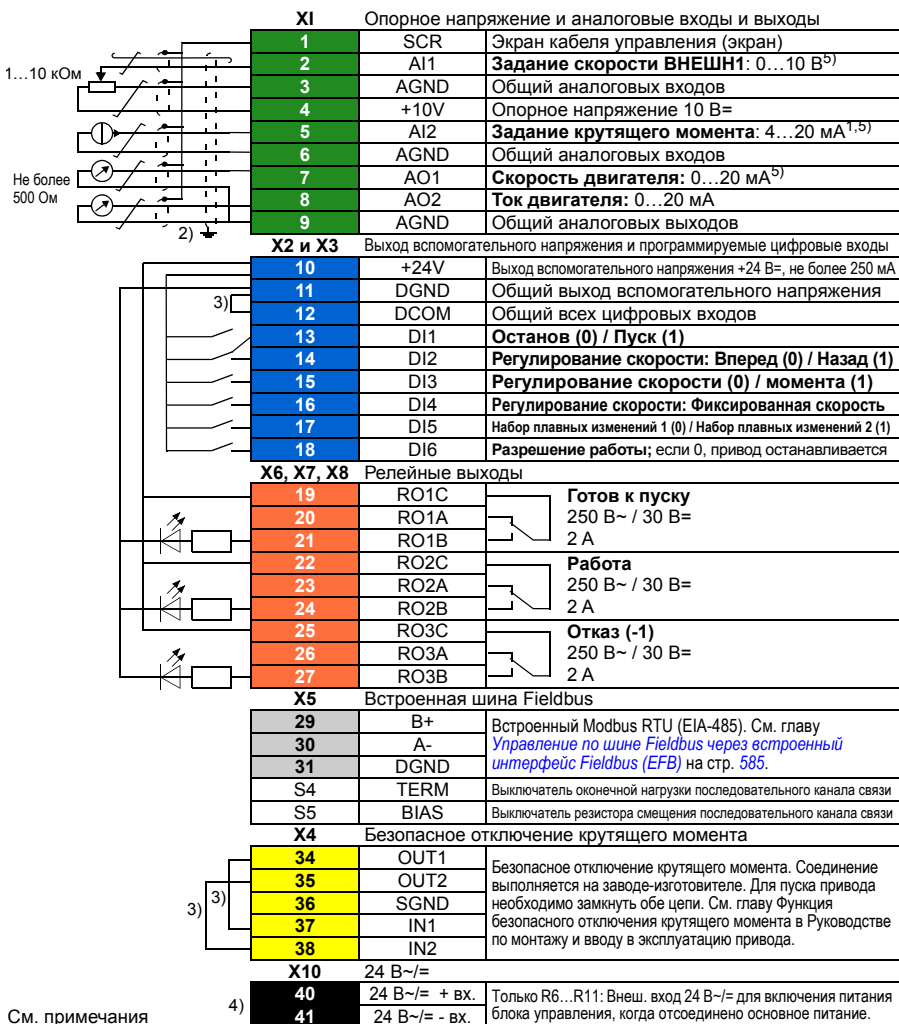 XI Опорное напряжение и аналоговые входы и выходы
1 SCR Экран кабеля управления (экран)
1…10 кОм 2 AI1 Задание скорости ВНЕШН1: 0…10 В5)
3 AGND Общий аналоговых входов
4 +10V Опорное напряжение 10 В=
5 AI2 Задание крутящего момента: 4…20 мА1,5)
6 AGND Общий аналоговых входов
Не более 500 Ом 7 AO1 Скорость двигателя: 0…20 мА5)
8 AO2 Ток двигателя: 0…20 мА
2) 9 AGND Общий аналоговых выходов
X2 и X3 Выход вспомогательного напряжения и программируемые цифровые входы
10 +24V Выход вспомогательного напряжения +24 В=, не более 250 мА
11 DGND Общий выход вспомогательного напряжения
3) 12 DCOM Общий всех цифровых входов
13 DI1 Останов (0) / Пуск (1)
14 DI2 Регулирование скорости: Вперед (0) / Назад (1)
15 DI3 Регулирование скорости (0) / момента (1)
16 DI4 Регулирование скорости: Фиксированная скорость
17 DI5 Набор плавных изменений 1 (0) / Набор плавных изменений 2 (1)
18 DI6 Разрешение работы; если 0, привод останавливается
X6, X7, X8 Релейные выходы
19 RO1C Готов к пуску
20 RO1A 250 В~ / 30 В=
21 RO1B 2 А
22 RO2C Работа
23 RO2A 250 В~ / 30 В=
24 RO2B 2 А
25 RO3C Отказ (-1)
26 RO3A 250 В~ / 30 В=
27 RO3B 2 А
X5 Встроенная шина Fieldbus
29 B+ Встроенный Modbus RTU (EIA-485). См. главу
30 A- Управление по шине Fieldbus через встроенный
31 DGND интерфейс Fieldbus (EFB) на стр. 585.
S4 TERM Выключатель оконечной нагрузки последовательного канала связи
S5 BIAS Выключатель резистора смещения последовательного канала связи
X4 Безопасное отключение крутящего момента
34 OUT1 Безопасное отключение крутящего момента. Соединение
35 OUT2 выполняется на заводе-изготовителе. Для пуска привода
3) 3) 36 SGND необходимо замкнуть обе цепи. См. главу Функция
37 IN1 безопасного отключения крутящего момента в Руководстве
38 IN2 по монтажу и вводу в эксплуатацию привода.
X10 24 В~/=
4) 40 24 В~/= + вх. Только R6…R11: Внеш. вход 24 В~/= для включения питания
См. примечания 41 24 В~/= - вх. блока управления, когда отсоединено основное питание.